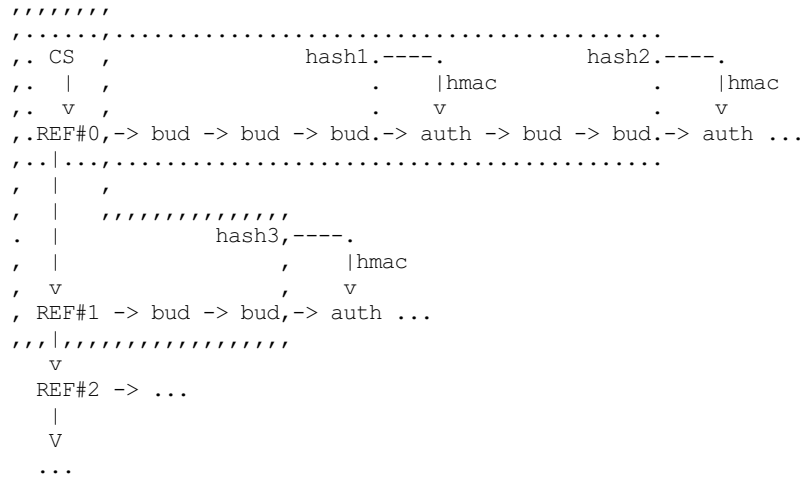 ,,,,,,,,
,......,...........................................
,. CS  ,               hash1.----.           hash2.----.
,.  |  ,                    .    |hmac            .    |hmac
,.  v  ,                    .    v                .    v
,.REF#0,-> bud -> bud -> bud.-> auth -> bud -> bud.-> auth ...
,..|...,...........................................
,  |   ,
,  |   ,,,,,,,,,,,,,,,
.  |            hash3,----.
,  |                 ,    |hmac
,  v                 ,    v
, REF#1 -> bud -> bud,-> auth ...
,,,|,,,,,,,,,,,,,,,,,,
   v
  REF#2 -> ...
   |
   V
  ...